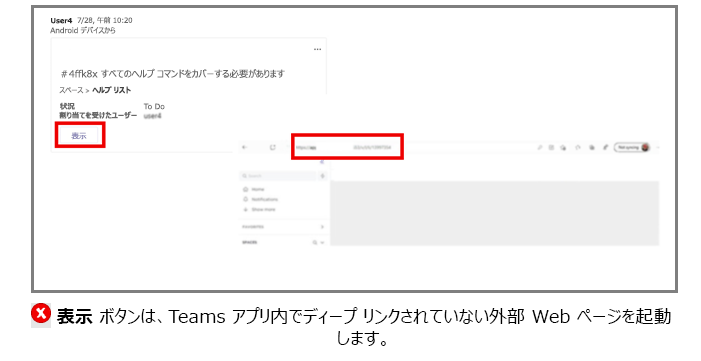 User4 7/28, 午前 10:20
Android デバイスから
...
#4ffk8x すべてのヘルプ コマンドをカバーする必要があります
スペース > ヘルプ リスト
状況 To Do
割り当てを受けたユーザー user4
表示
Search
Home
Notifications
Show more
FAVORITES
SPACES
表示 ボタンは、Teams アプリ内でディープ リンクされていない外部 Web ページを起動
します。